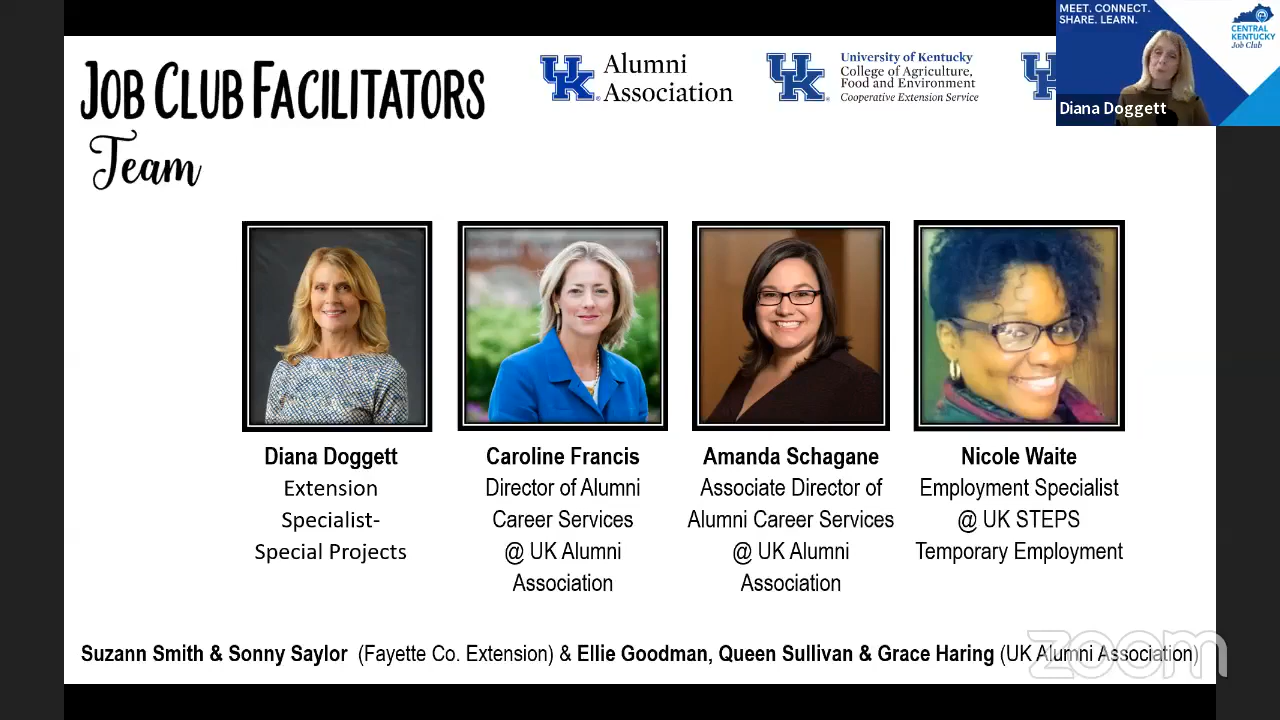 MEET. CONNECT.
SHARE. LEARN.
CENTRAL
KENTUCKY
Job Club
Diana Doggett
JOB CLUB FACILITATORS
Team
UK Alumni
Association
UK University of Kentucky
College of Agriculture,
Food and Environment
Cooperative Extension Service
Diana Doggett
Extension
Specialist-
Special Projects
Caroline Francis
Director of Alumni
Career Services
@ UK Alumni
Association
Amanda Schagane
Associate Director of
Alumni Career Services
@ UK Alumni
Association
Nicole Waite
Employment Specialist
@ UK STEPS
Temporary Employment
Suzann Smith & Sonny Saylor (Fayette Co. Extension) & Ellie Goodman, Queen Sullivan & Grace Haring (UK Alumni Association)
zoom